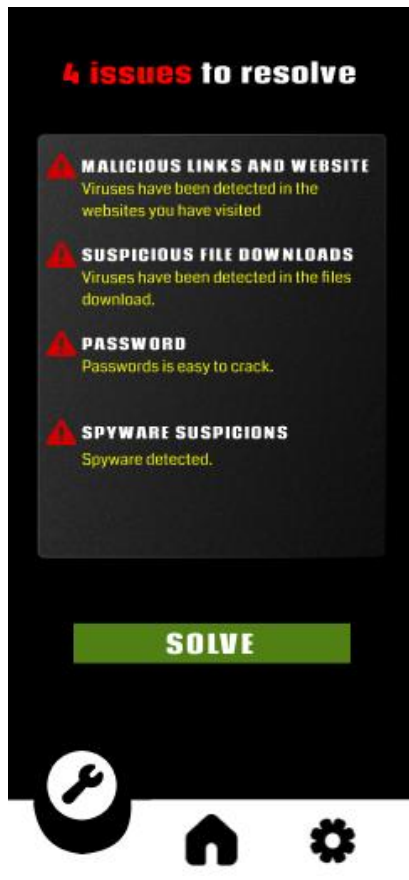 4 issues to resolve
MALICIOUS LINKS AND WEBSITE
Viruses have been detected in the
websites you have visited
SUSPICIOUS FILE DOWNLOADS
Viruses have been detected in the files
download.
PASSWORD
Passwords is easy to crack.
SPYWARE SUSPICIONS
Spyware detected.
SOLVE